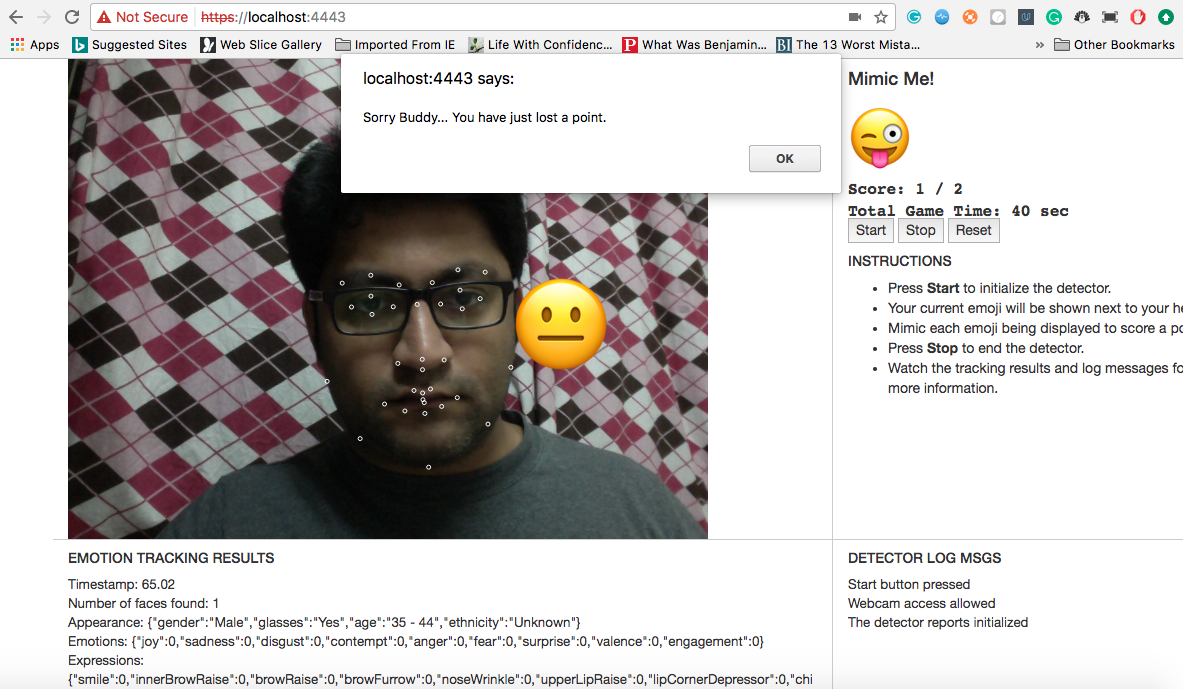 Not Secure https://localhost:4443
Apps Suggested Sites Web Slice Gallery Imported From IE Life With Confidenc... What Was Benjamin... The 13 Worst Mista... » Other Bookmarks
localhost:4443 says:
Sorry Buddy... You have just lost a point.
OK
Mimic Me!
Score: 1 / 2
Total Game Time: 40 sec
Start Stop Reset
INSTRUCTIONS
• Press Start to initialize the detector.
• Your current emoji will be shown next to your he
• Mimic each emoji being displayed to score a po
• Press Stop to end the detector.
• Watch the tracking results and log messages fo
more information.
EMOTION TRACKING RESULTS
Timestamp: 65.02
Number of faces found: 1
Appearance: {"gender":"Male","glasses":"Yes","age":"35 - 44","ethnicity":"Unknown"}
Emotions: {"joy":0,"sadness":0,"disgust":0,"contempt":0,"anger":0,"fear":0,"surprise":0,"valence":0,"engagement":0}
Expressions:
{"smile":0,"innerBrowRaise":0,"browRaise":0,"browFurrow":0,"noseWrinkle":0,"upperLipRaise":0,"lipCornerDepressor":0,"chi
DETECTOR LOG MSGS
Start button pressed
Webcam access allowed
The detector reports initialized